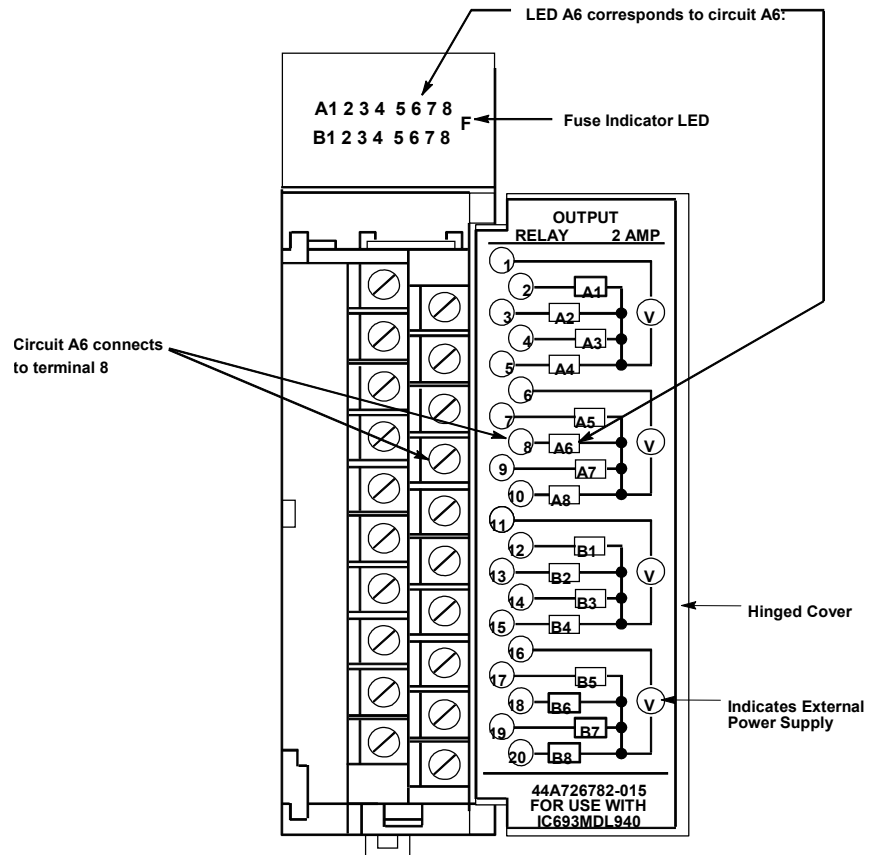 LED A6 corresponds to circuit A6.
A1 2 3 4 5 6 7 8
F
B1 2 3 4 5 6 7 8
Fuse Indicator LED
Circuit A6 connects
to terminal 8
OUTPUT
RELAY 2 AMP
1
2 A1
3 A2 V
4 A3
5 A4
6
7 A5
8 A6 V
9 A7
10 A8
11
12 B1
13 B2 V
14 B3
15 B4
16
17 B5
18 B6 V
19 B7
20 B8
Hinged Cover
Indicates External
Power Supply
44A726782-015
FOR USE WITH
IC693MDL940